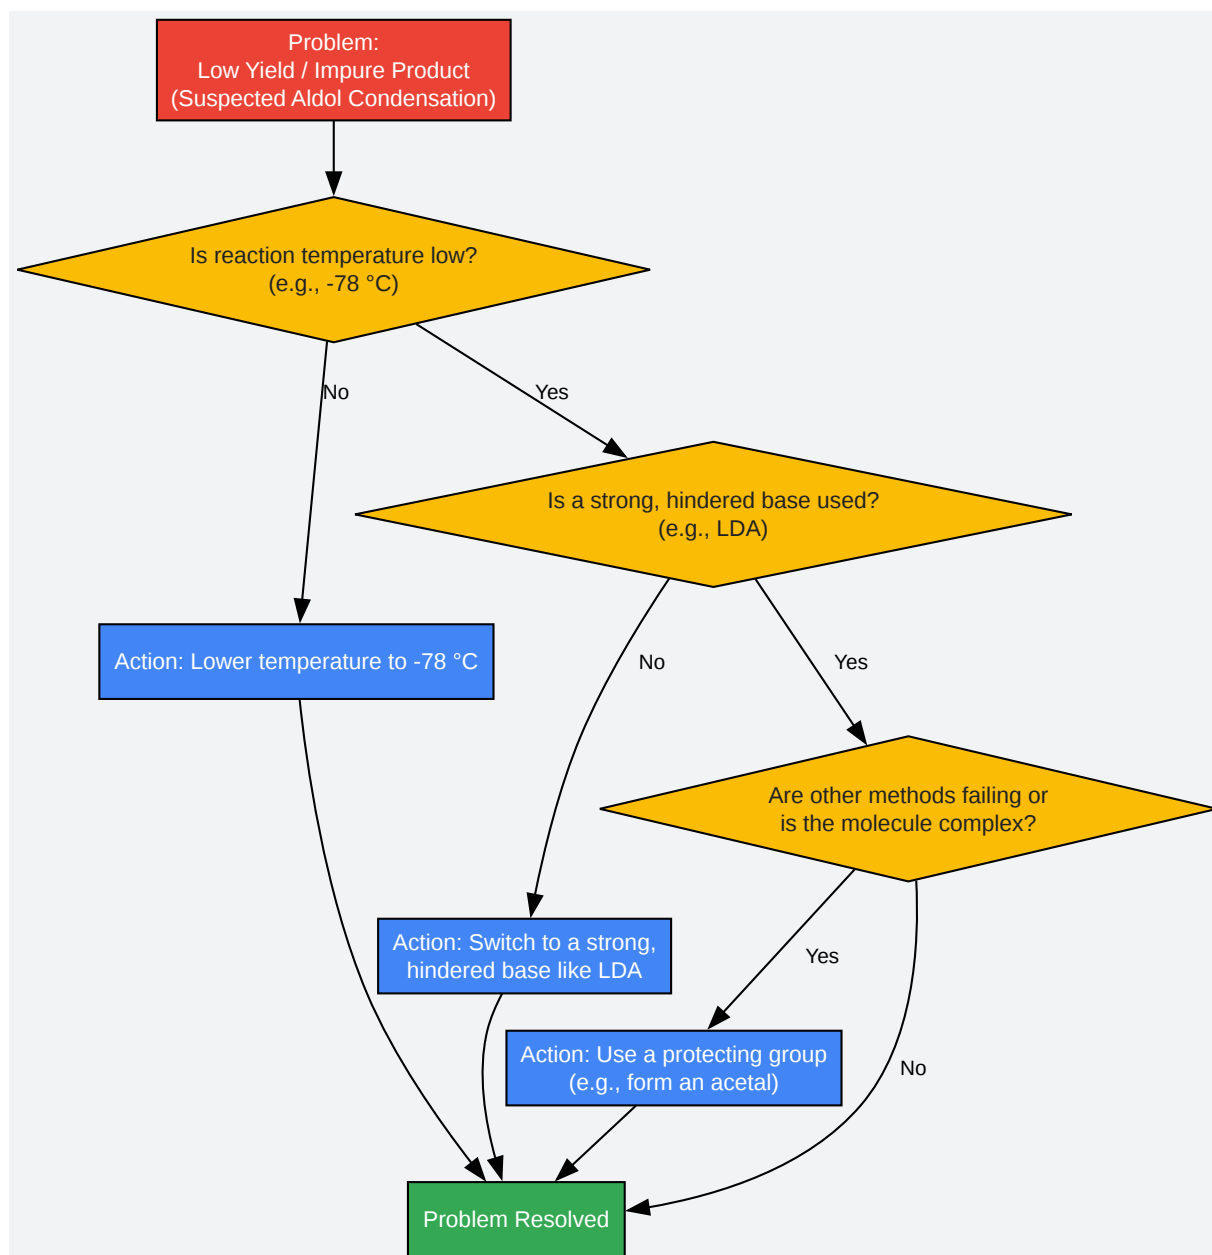 Problem:
Low Yield / Impure Product
(Suspected Aldol Condensation)
Is reaction temperature low?
(e.g., -78 °C)
No
Yes
Is a strong, hindered base used?
(e.g., LDA)
Action: Lower temperature to -78 °C
No
Yes
Are other methods failing or
is the molecule complex?
Action: Switch to a strong,
hindered base like LDA
Yes
Action: Use a protecting group
(e.g., form an acetal)
No
Problem Resolved